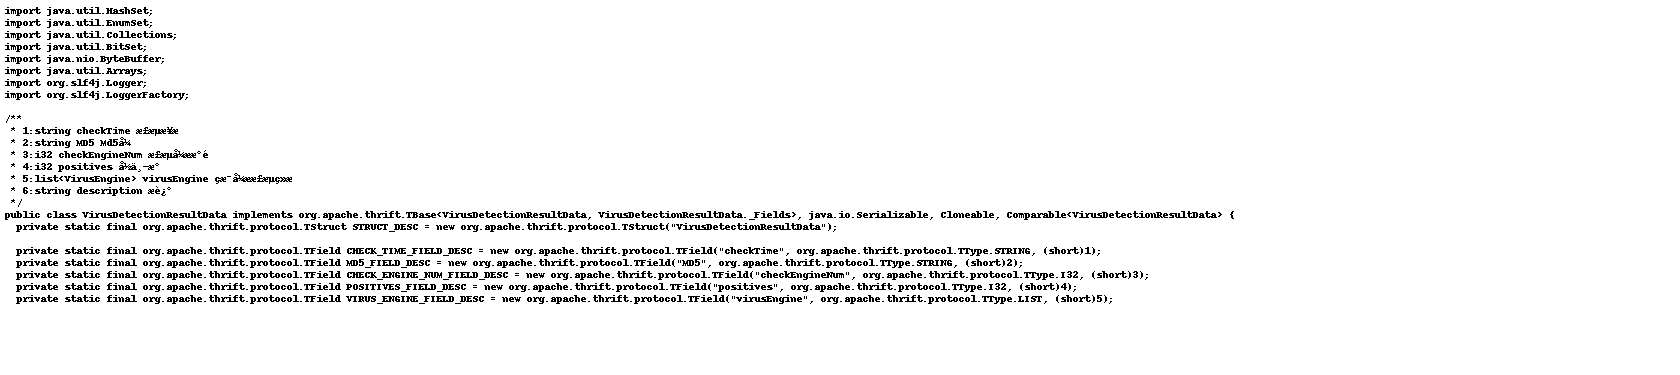 import java.util.HashSet;
import java.util.EnumSet;
import java.util.Collections;
import java.util.BitSet;
import java.nio.ByteBuffer;
import java.util.Arrays;
import org.slf4j.Logger;
import org.slf4j.LoggerFactory;
/**
* 1:string checkTime
* 2:string MD5 Md5å¼
* 3:i32 checkEngineNum
* 4:i32 positives å½ä¸­æ°
* 5:list<VirusEngine> virusEngine
* 6:string description æè¿°
*/
public class VirusDetectionResultData implements org.apache.thrift.TBase<VirusDetectionResultData, VirusDetectionResultData._Fields>, java.io.Serializable, Cloneable, Comparable<VirusDetectionResultData> {
private static final org.apache.thrift.protocol.TStruct STRUCT_DESC = new org.apache.thrift.protocol.TStruct("VirusDetectionResultData");
private static final org.apache.thrift.protocol.TField CHECK_TIME_FIELD_DESC = new org.apache.thrift.protocol.TField("checkTime", org.apache.thrift.protocol.TType.STRING, (short)1);
private static final org.apache.thrift.protocol.TField MD5_FIELD_DESC = new org.apache.thrift.protocol.TField("MD5", org.apache.thrift.protocol.TType.STRING, (short)2);
private static final org.apache.thrift.protocol.TField CHECK_ENGINE_NUM_FIELD_DESC = new org.apache.thrift.protocol.TField("checkEngineNum", org.apache.thrift.protocol.TType.I32, (short)3);
private static final org.apache.thrift.protocol.TField POSITIVES_FIELD_DESC = new org.apache.thrift.protocol.TField("positives", org.apache.thrift.protocol.TType.I32, (short)4);
private static final org.apache.thrift.protocol.TField VIRUS_ENGINE_FIELD_DESC = new org.apache.thrift.protocol.TField("virusEngine", org.apache.thrift.protocol.TType.LIST, (short)5);